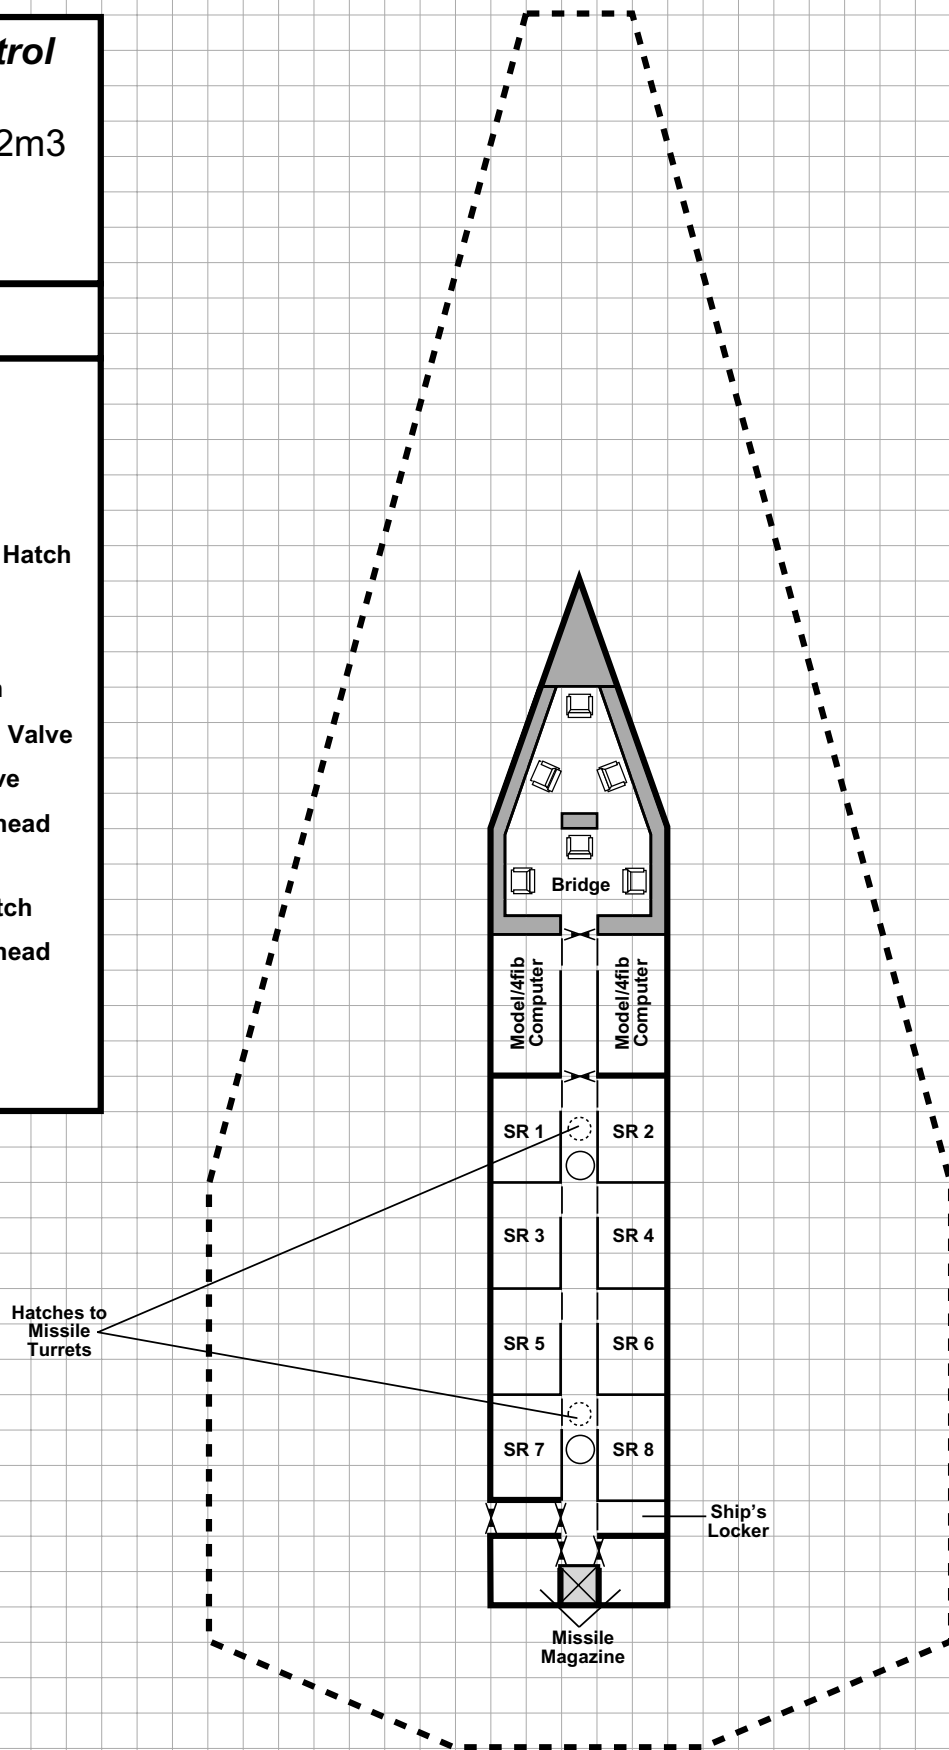 trol
2m3
Hatch
n
Valve
ve
head
tch
head
Bridge
Model/4fib
Computer
Model/4fib
Computer
SR 1
SR 2
SR 3
SR 4
Hatches to
Missile
Turrets
SR 5
SR 6
SR 7
SR 8
Ship's
Locker
Missile
Magazine